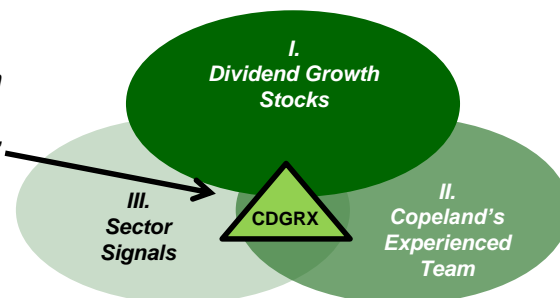 I.
Dividend Growth
Stocks
III.
Sector
Signals
CDGRX
II.
Copeland's
Experienced
Team